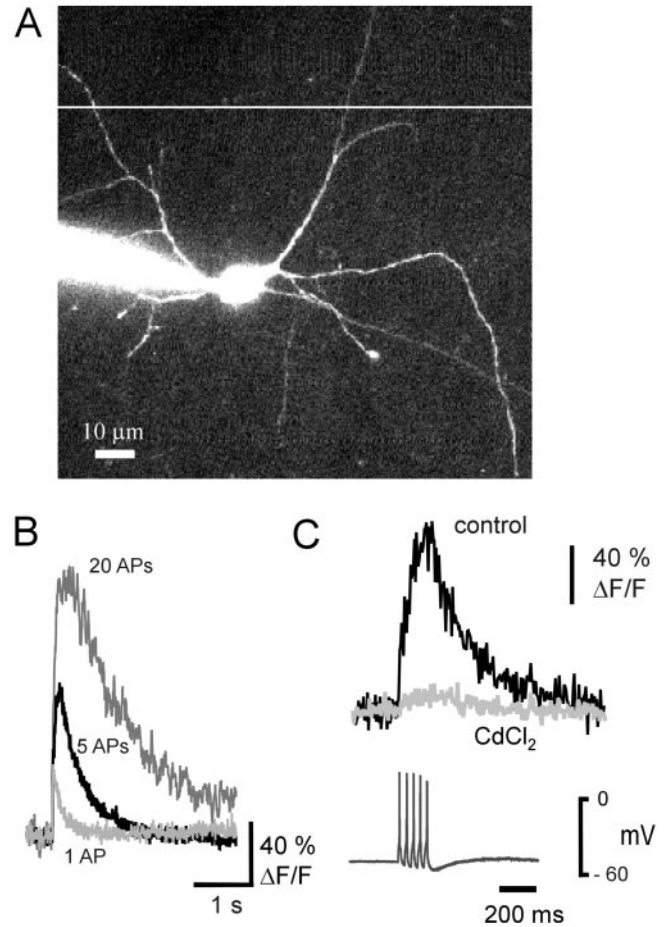 A
10 µm
B
20 APs
5 APs
1 AP
40 %
ΔF/F
1 s
C
control
40 %
ΔF/F
CdCl₂
0
mV
- 60
200 ms